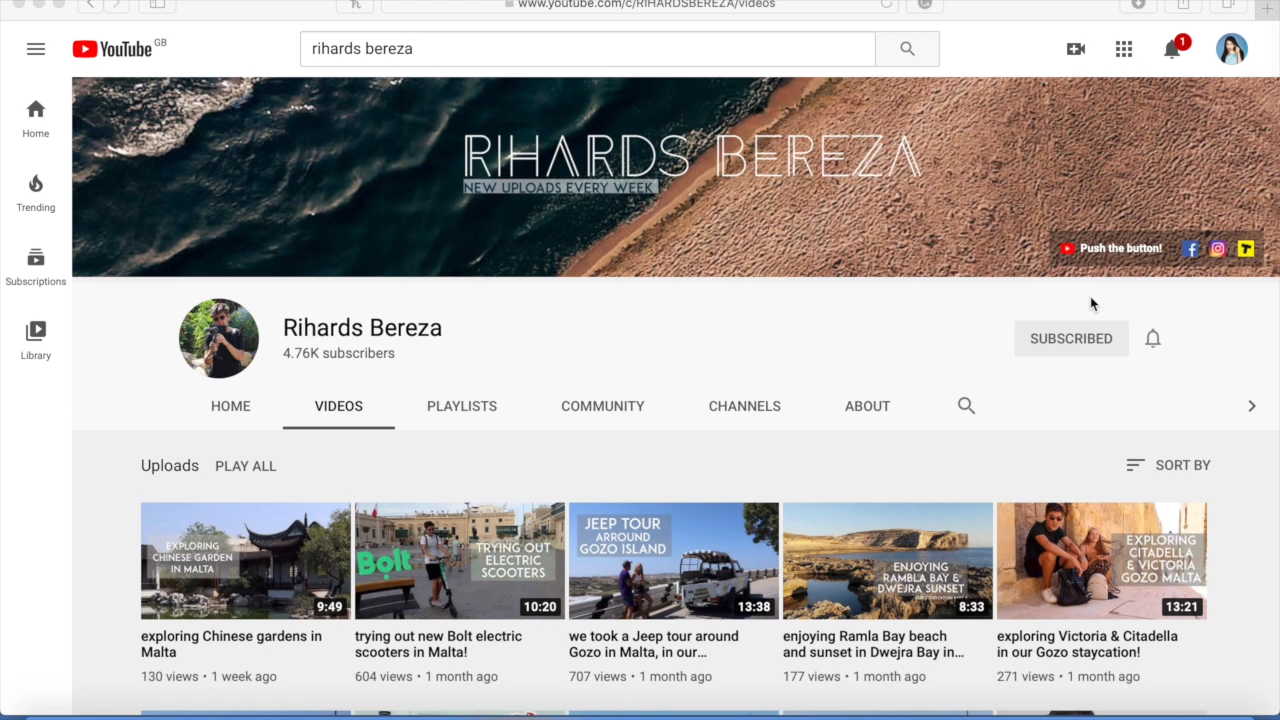 www.youtube.com/c/RIHARDSBEREZA/videos
YouTube GB
rihards bereza
1
Home
Trending
Subscriptions
Library
RIHARDS BEREZA
NEW UPLOADS EVERY WEEK
Push the button!
Rihards Bereza
4.76K subscribers
SUBSCRIBED
HOME
VIDEOS
PLAYLISTS
COMMUNITY
CHANNELS
ABOUT
Uploads
PLAY ALL
SORT BY
EXPLORING
CHINESE GARDEN
IN MALTA
9:49
exploring Chinese gardens in
Malta
130 views • 1 week ago
Bolt
TRYING OUT
ELECTRIC
SCOOTERS
10:20
trying out new Bolt electric
scooters in Malta!
604 views • 1 month ago
JEEP TOUR
ARROUND
GOZO ISLAND
13:38
we took a Jeep tour around
Gozo in Malta, in our...
707 views • 1 month ago
ENJOYING
RAMLA BAY &
DWEJRA SUNSET
8:33
enjoying Ramla Bay beach
and sunset in Dwejra Bay in...
177 views • 1 month ago
EXPLORING
CITADELLA
& VICTORIA
GOZO MALTA
13:21
exploring Victoria & Citadella
in our Gozo staycation!
271 views • 1 month ago